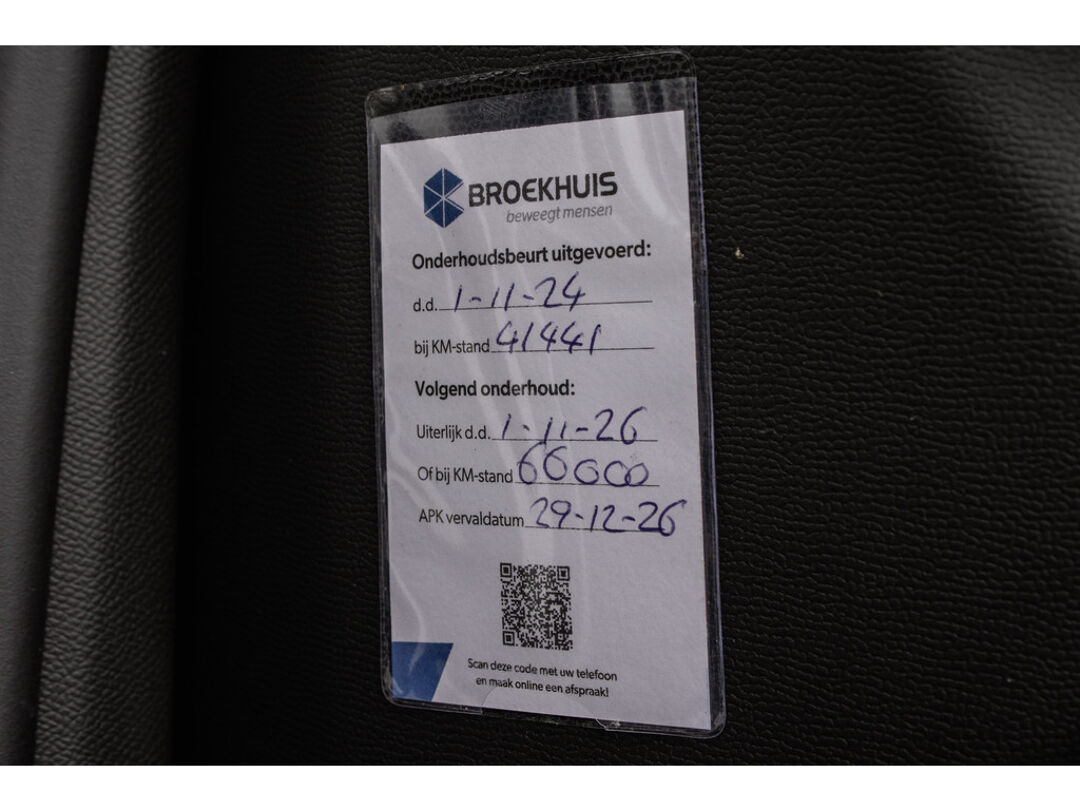 BROEKHUIS
beweegt mensen
Onderhoudsbeurt uitgevoerd:
d.d. 1-11-24
bij KM-stand 41441
Volgend onderhoud:
Uiterlijk d.d. 1-11-26
Of bij KM-stand 66000
APK vervaldatum 29-12-26
Scan deze code met uw telefoon
en maak online een afspraak!